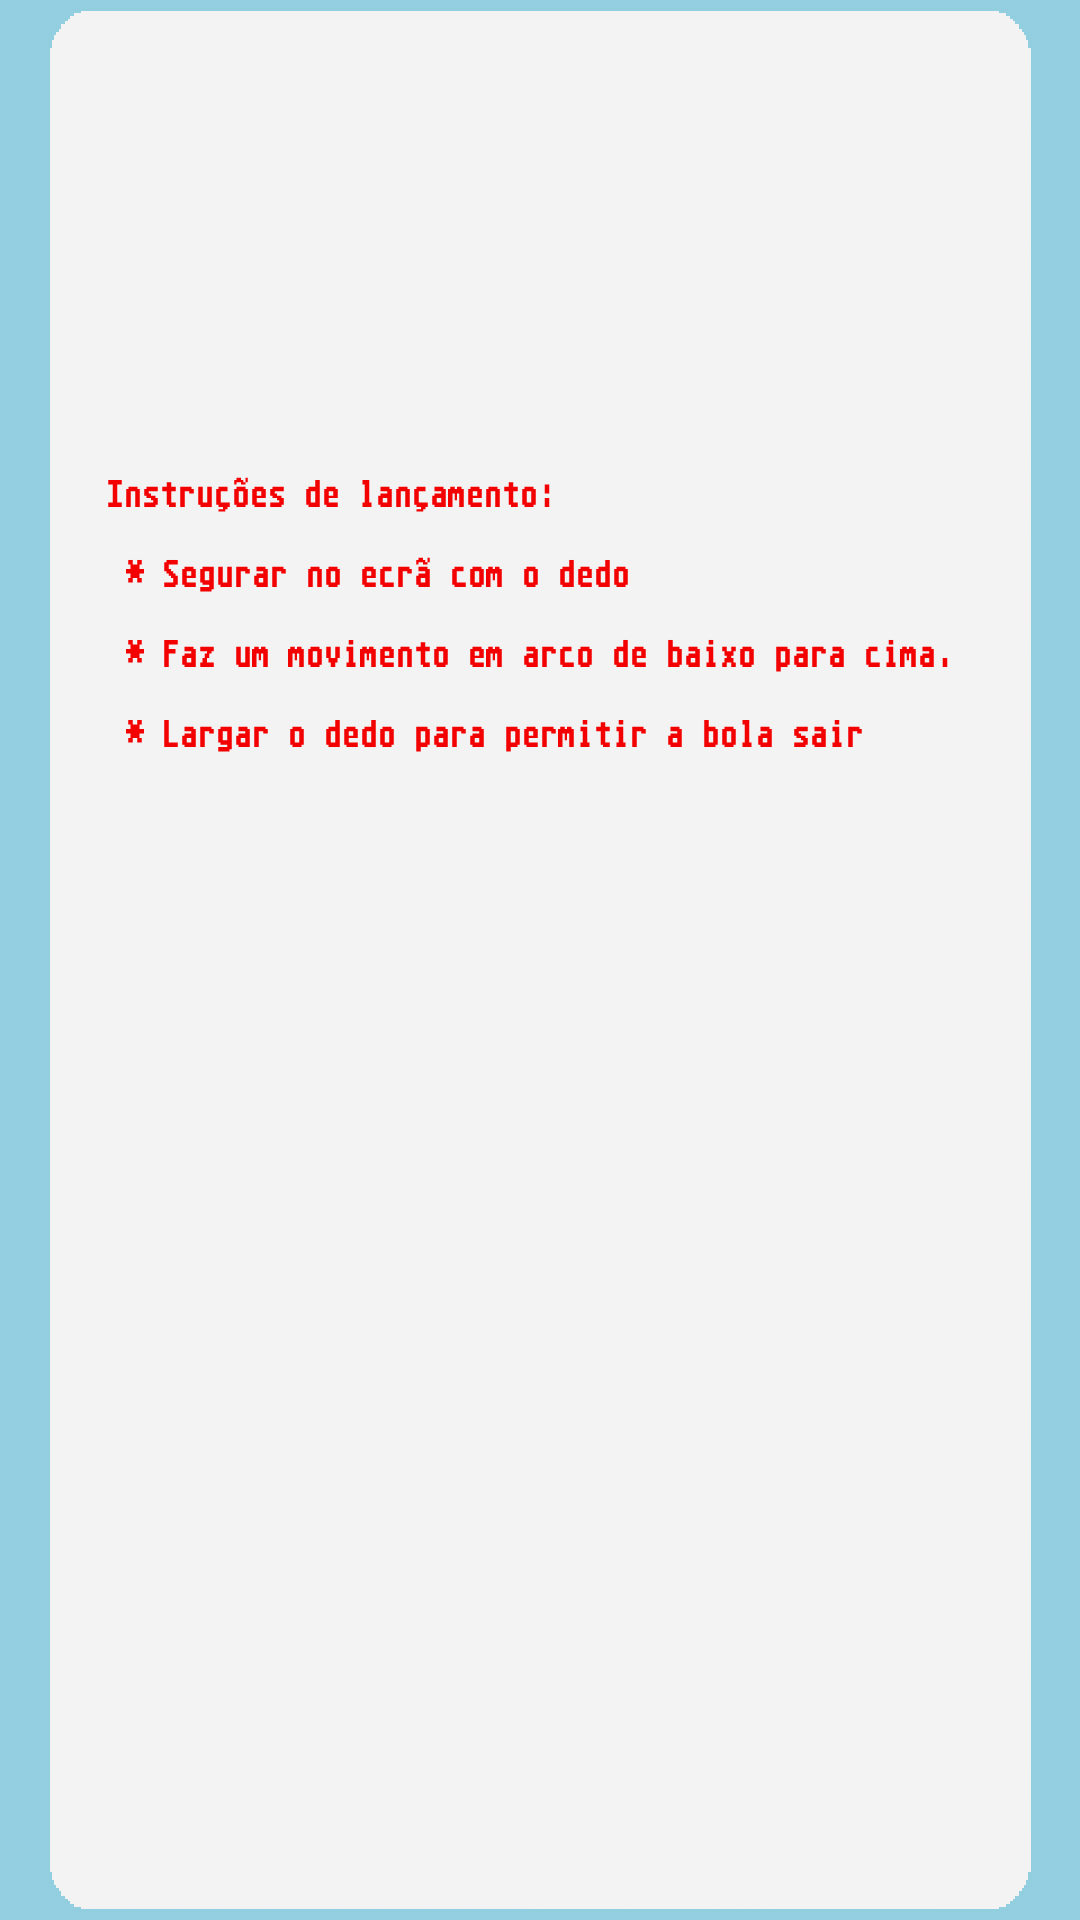 Instruções de lançamento:
* Segurar no ecrã com o dedo
* Faz um movimento em arco de baixo para cima.
* Largar o dedo para permitir a bola sair